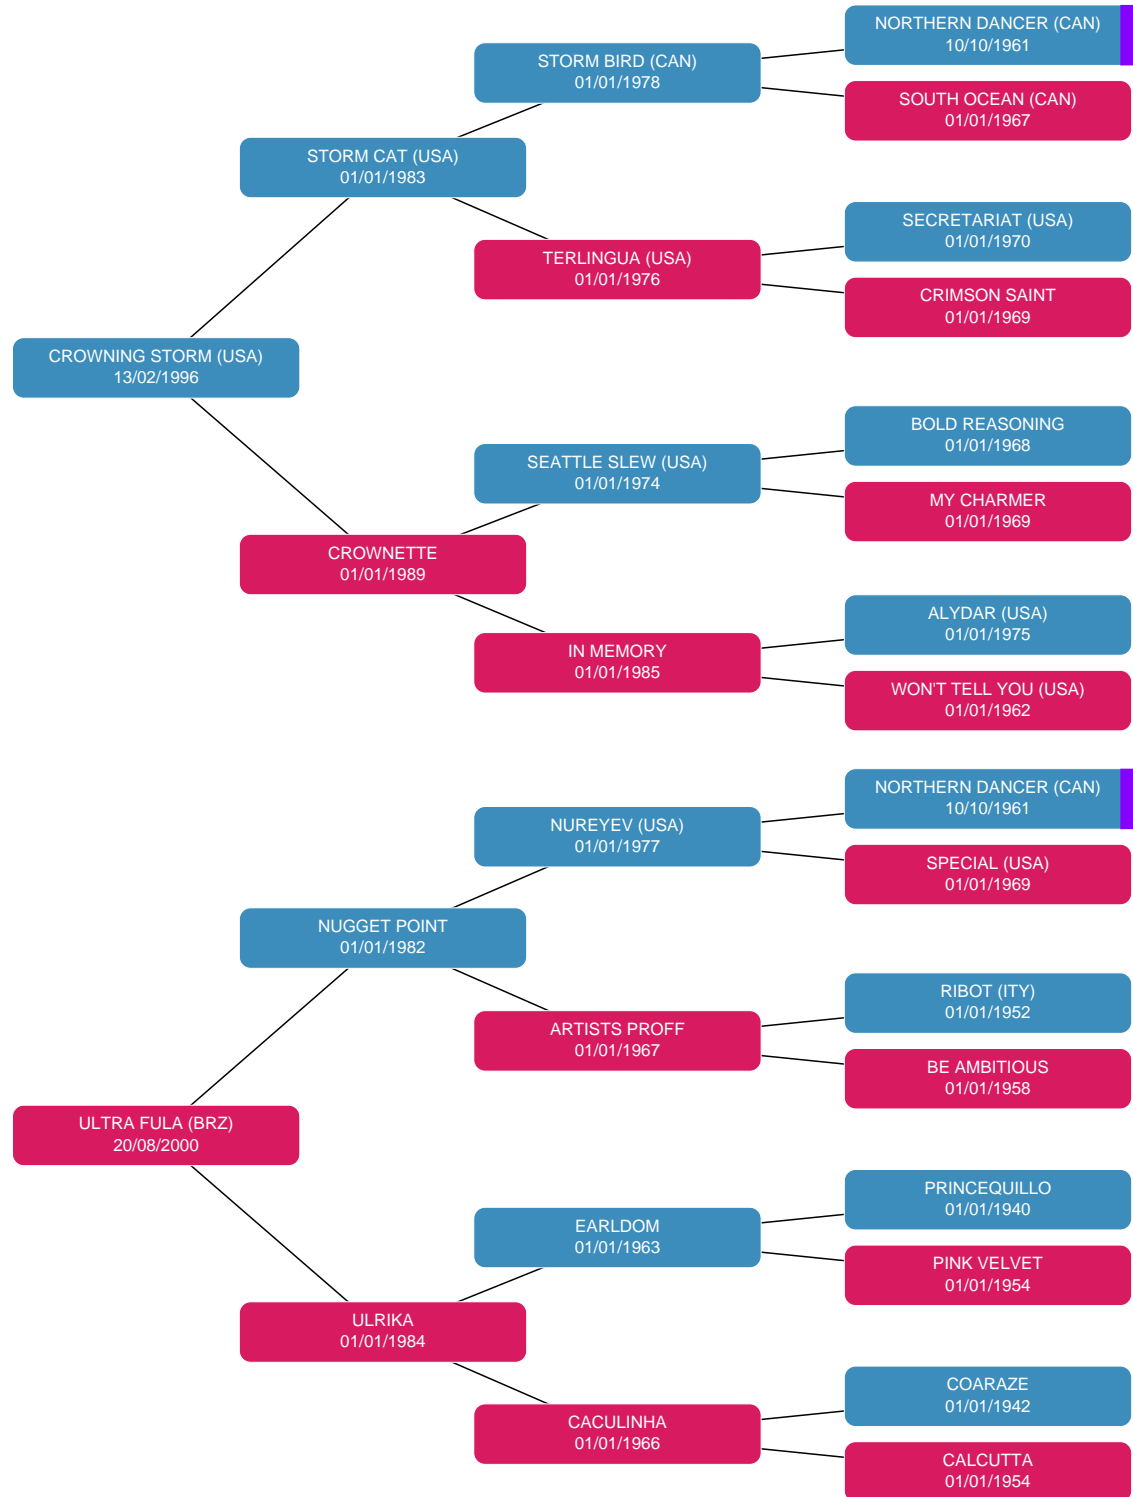 NORTHERN DANCER (CAN)
10/10/1961
STORM BIRD (CAN)
01/01/1978
SOUTH OCEAN (CAN)
01/01/1967
STORM CAT (USA)
01/01/1983
SECRETARIAT (USA)
01/01/1970
TERLINGUA (USA)
01/01/1976
CRIMSON SAINT
01/01/1969
CROWNING STORM (USA)
13/02/1996
BOLD REASONING
01/01/1968
SEATTLE SLEW (USA)
01/01/1974
MY CHARMER
01/01/1969
CROWNETTE
01/01/1989
ALYDAR (USA)
01/01/1975
IN MEMORY
01/01/1985
WON'T TELL YOU (USA)
01/01/1962
NORTHERN DANCER (CAN)
10/10/1961
NUREYEV (USA)
01/01/1977
SPECIAL (USA)
01/01/1969
NUGGET POINT
01/01/1982
RIBOT (ITY)
01/01/1952
ARTISTS PROFF
01/01/1967
BE AMBITIOUS
01/01/1958
ULTRA FULA (BRZ)
20/08/2000
PRINCEQUILLO
01/01/1940
EARLDOM
01/01/1963
PINK VELVET
01/01/1954
ULRIKA
01/01/1984
COARAZE
01/01/1942
CACULINHA
01/01/1966
CALCUTTA
01/01/1954